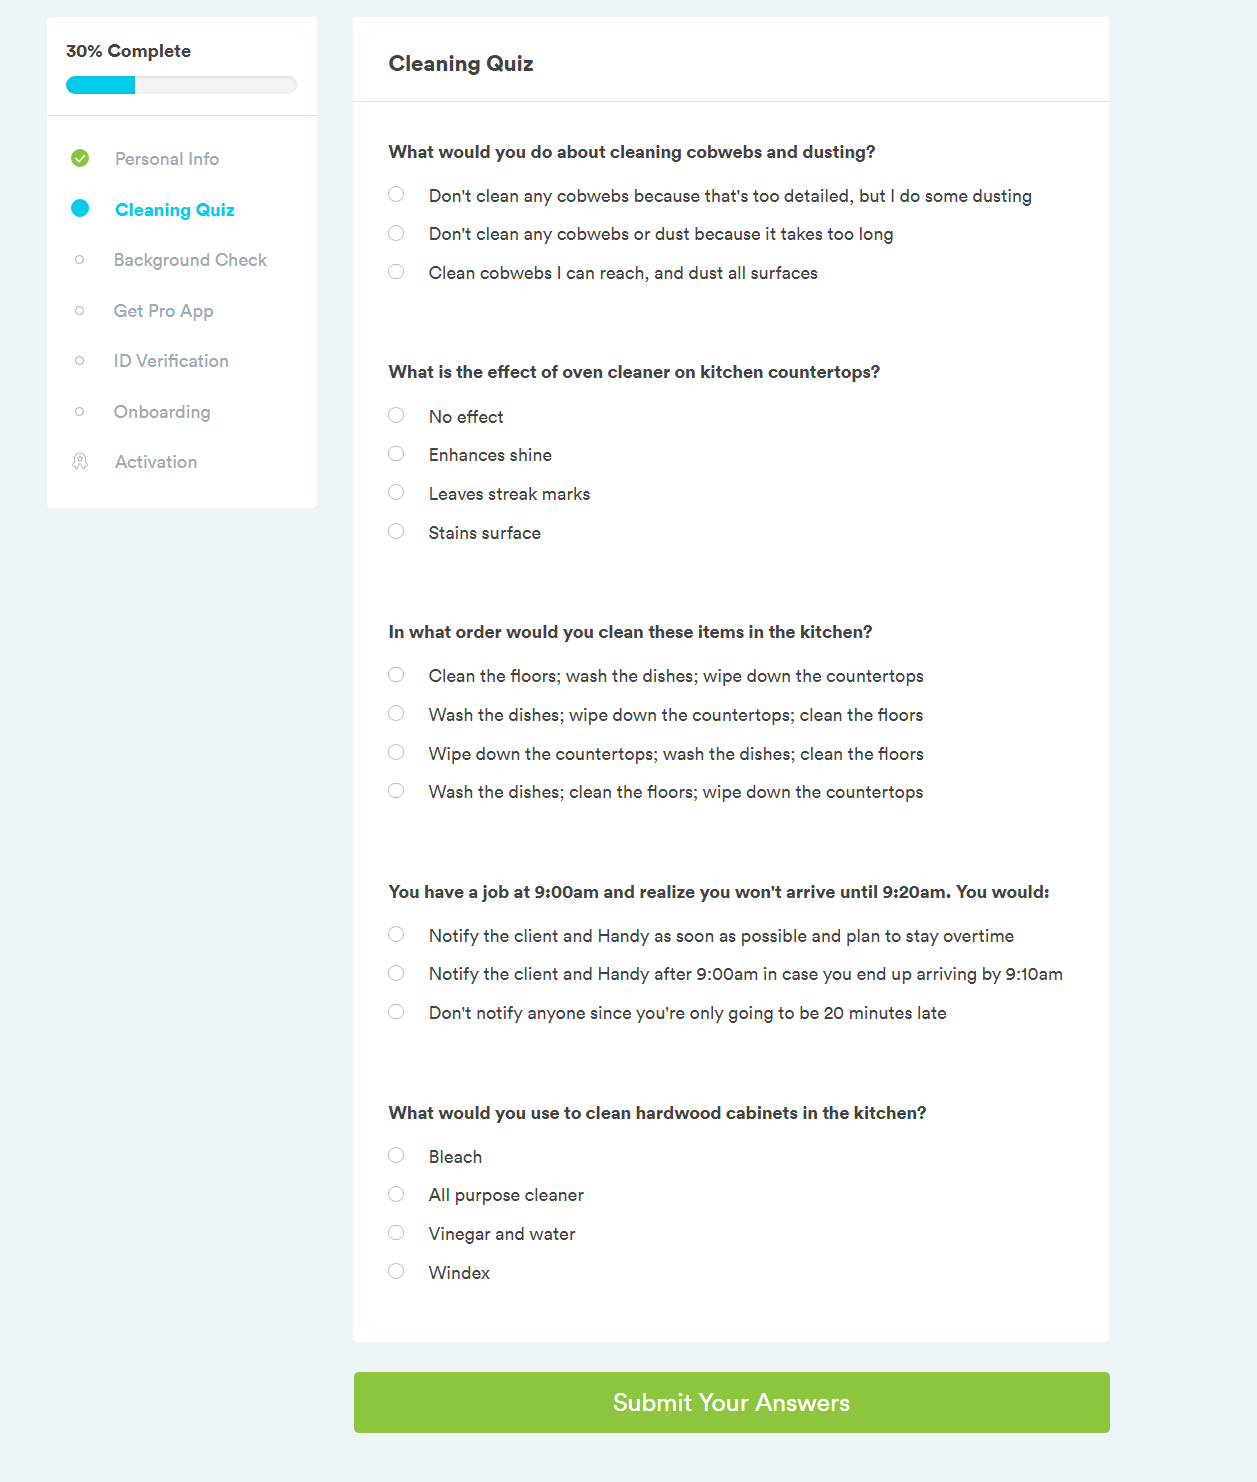 30% Complete
Personal Info
Cleaning Quiz
Background Check
Get Pro App
ID Verification
Onboarding
Activation
Cleaning Quiz
What would you do about cleaning cobwebs and dusting?
Don't clean any cobwebs because that's too detailed, but I do some dusting
Don't clean any cobwebs or dust because it takes too long
Clean cobwebs I can reach, and dust all surfaces
What is the effect of oven cleaner on kitchen countertops?
No effect
Enhances shine
Leaves streak marks
Stains surface
In what order would you clean these items in the kitchen?
Clean the floors; wash the dishes; wipe down the countertops
Wash the dishes; wipe down the countertops; clean the floors
Wipe down the countertops; wash the dishes; clean the floors
Wash the dishes; clean the floors; wipe down the countertops
You have a job at 9:00am and realize you won't arrive until 9:20am. You would:
Notify the client and Handy as soon as possible and plan to stay overtime
Notify the client and Handy after 9:00am in case you end up arriving by 9:10am
Don't notify anyone since you're only going to be 20 minutes late
What would you use to clean hardwood cabinets in the kitchen?
Bleach
All purpose cleaner
Vinegar and water
Windex
Submit Your Answers